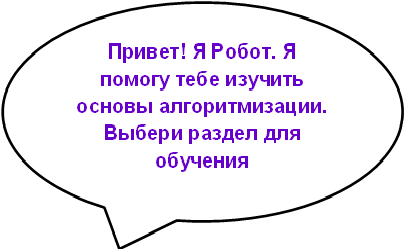 Привет! Я Робот. Я
помогу тебе изучить
основы алгоритмизации.
Выбери раздел для
обучения